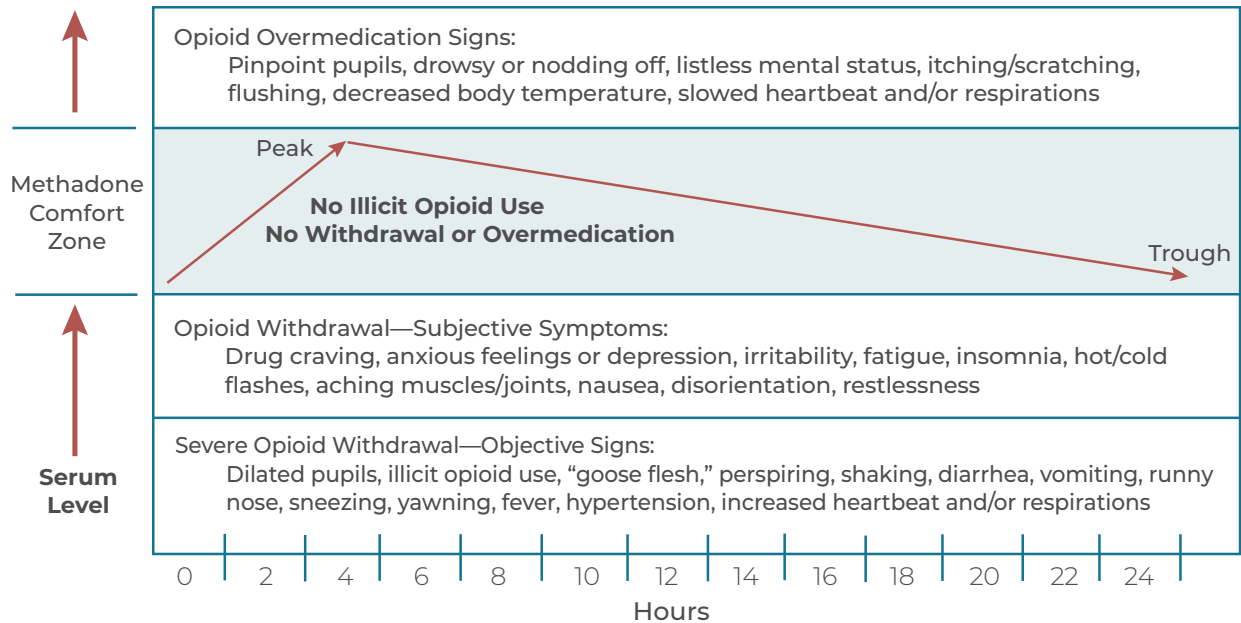 Opioid Overmedication Signs:
Pinpoint pupils, drowsy or nodding off, listless mental status, itching/scratching,
flushing, decreased body temperature, slowed heartbeat and/or respirations
Methadone
Comfort
Zone
Peak
No Illicit Opioid Use
No Withdrawal or Overmedication
Trough
Opioid Withdrawal—Subjective Symptoms:
Drug craving, anxious feelings or depression, irritability, fatigue, insomnia, hot/cold
flashes, aching muscles/joints, nausea, disorientation, restlessness
Serum
Level
Severe Opioid Withdrawal—Objective Signs:
Dilated pupils, illicit opioid use, “goose flesh,” perspiring, shaking, diarrhea, vomiting, runny
nose, sneezing, yawning, fever, hypertension, increased heartbeat and/or respirations
0 2 4 6 8 10 12 14 16 18 20 22 24
Hours